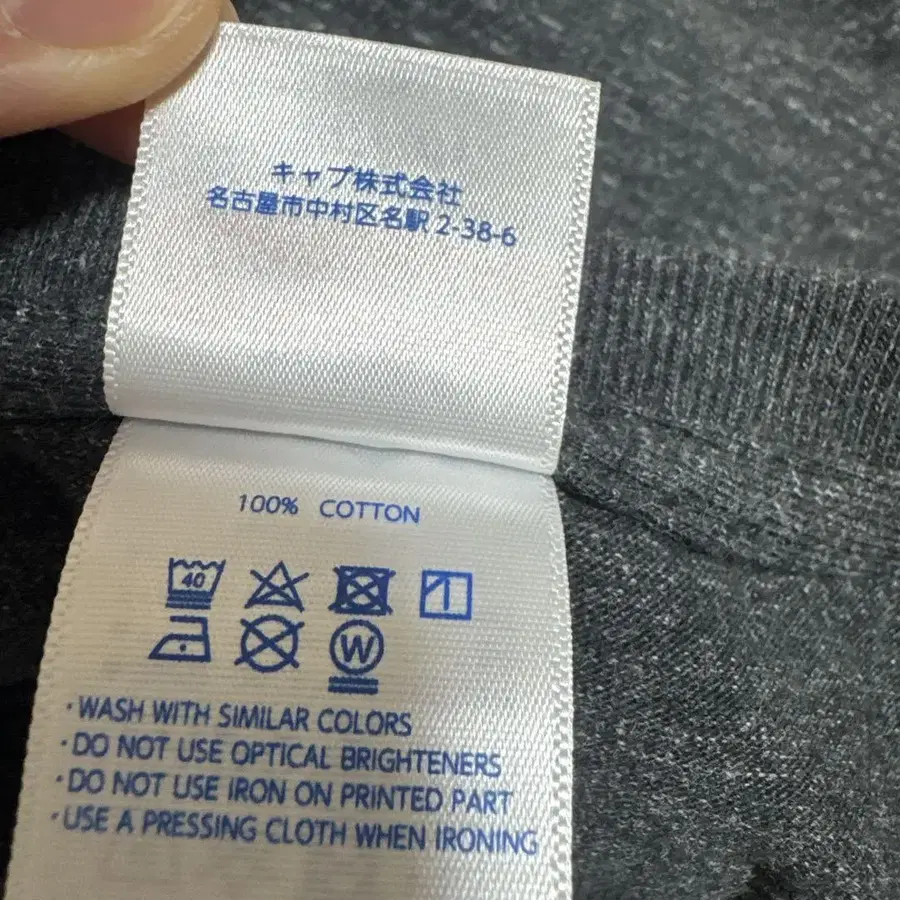 キャプ株式会社
名古屋市中村区名駅 2-38-6
100% COTTON
40
W
・WASH WITH SIMILAR COLORS
・DO NOT USE OPTICAL BRIGHTENERS
・DO NOT USE IRON ON PRINTED PART
・USE A PRESSING CLOTH WHEN IRONING